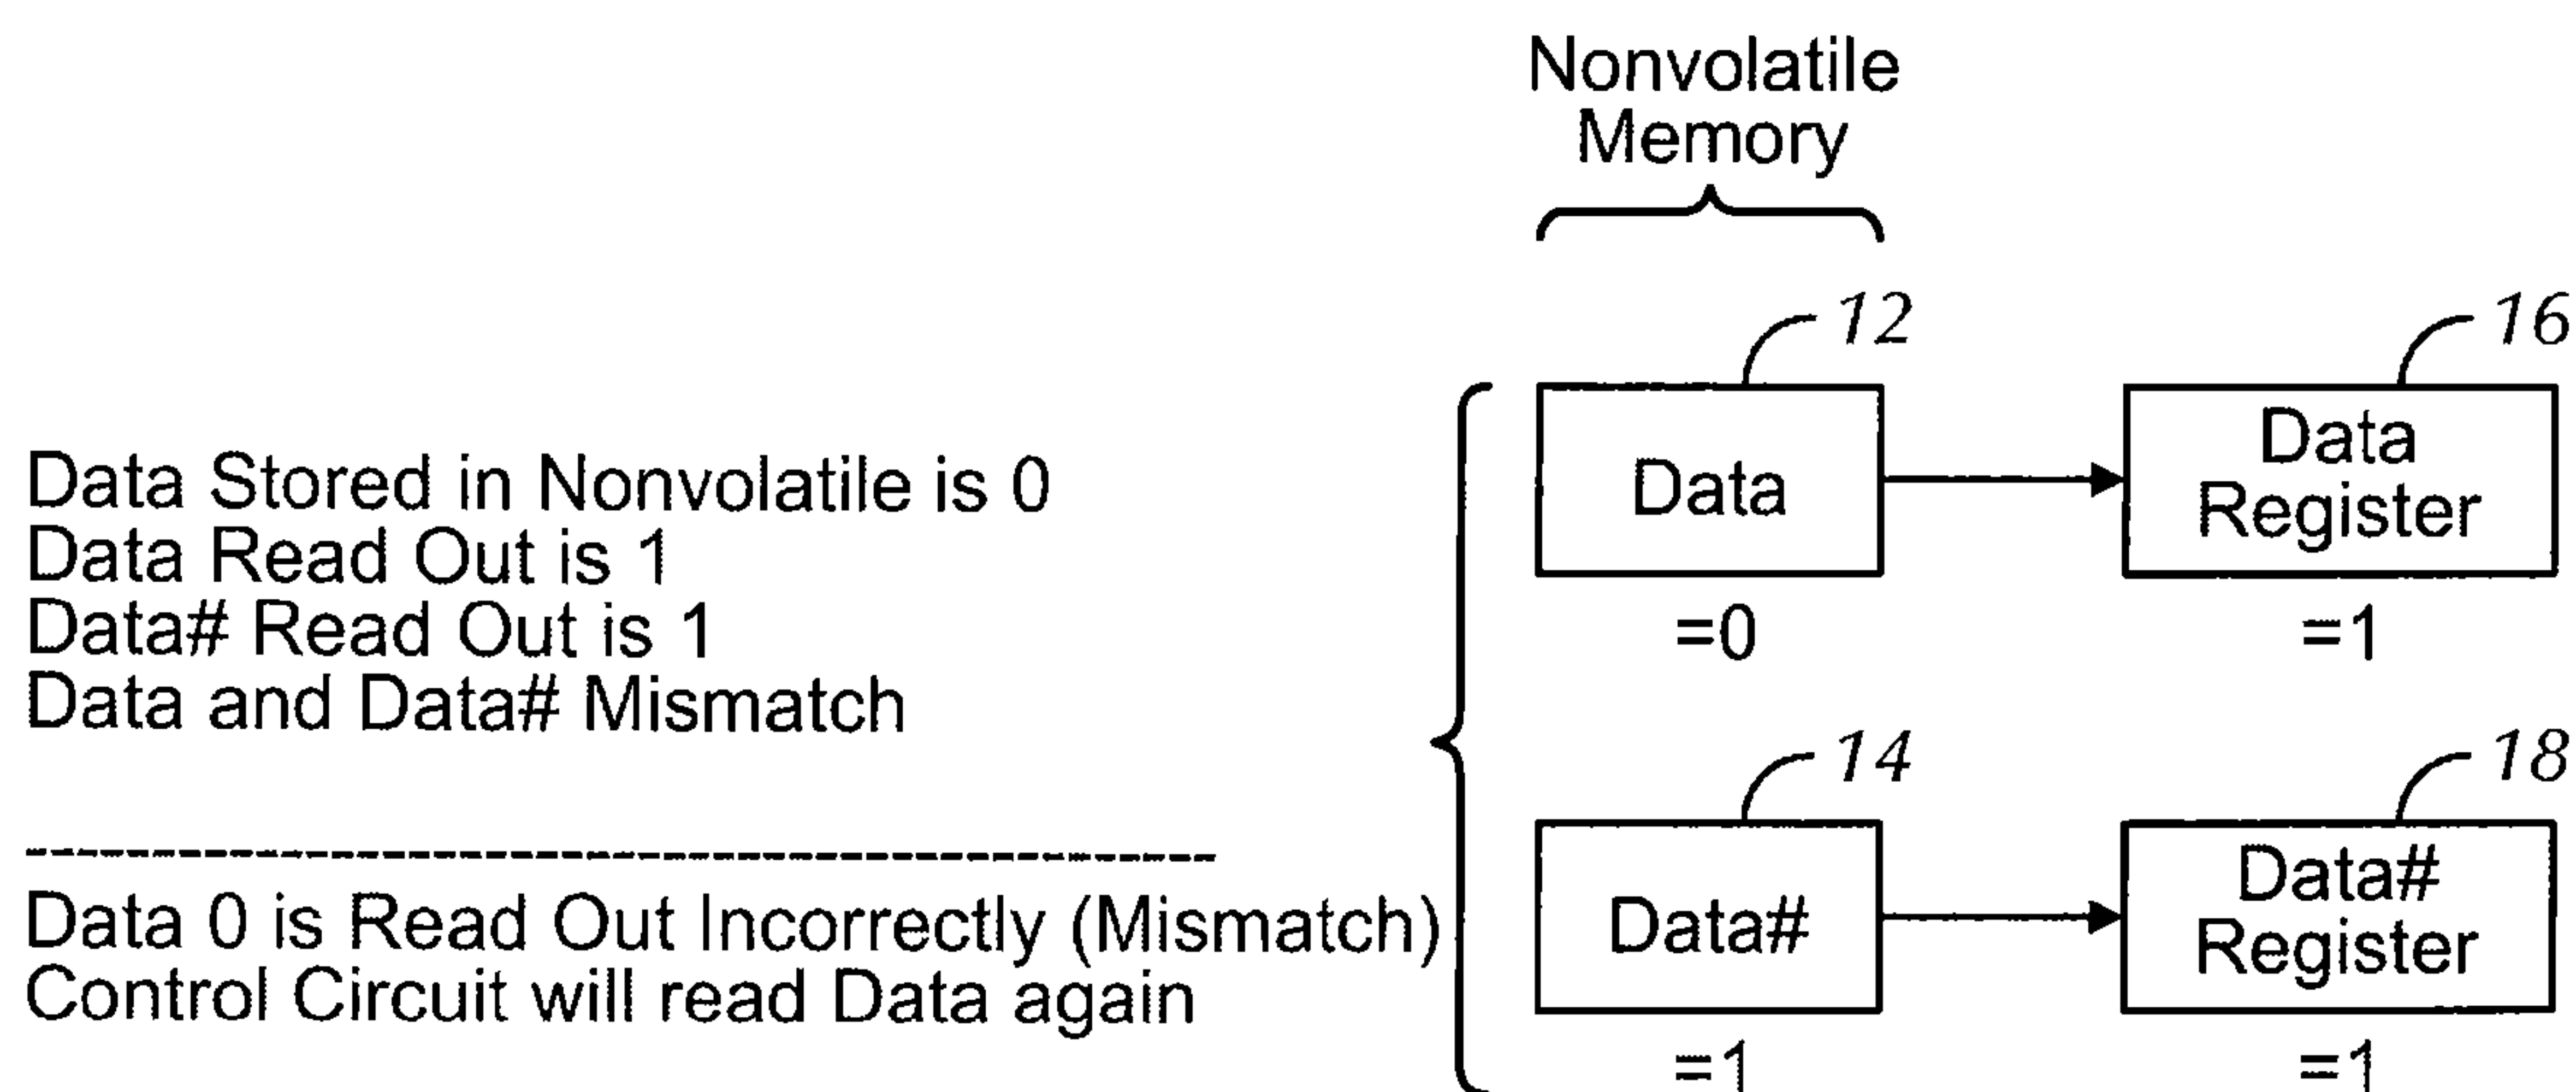 Nonvolatile
Memory
12
16
Data Stored in Nonvolatile is 0
Data Read Out is 1
Data# Read Out is 1
Data and Data# Mismatch
Data
Data
Register
=0
=1
14
18
Data 0 is Read Out Incorrectly (Mismatch)
Control Circuit will read Data again
Data#
Data#
Register
=1
=1